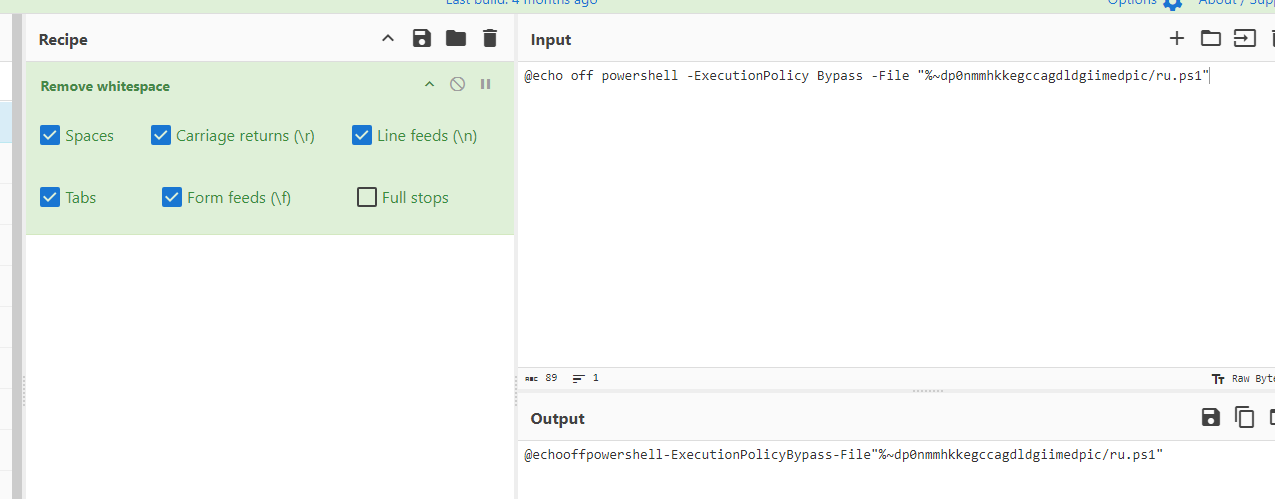 Last build: 4 months ago
Options
About / Supp
Recipe
Input
Remove whitespace
Spaces
Carriage returns (\r)
Line feeds (\n)
Tabs
Form feeds (\f)
Full stops
@echo off powershell -ExecutionPolicy Bypass -File "%~dp0nmmhkkegccagdldgiimedpic/ru.ps1"
ABC 89 1
Raw Byte
Output
@echooffpowershell-ExecutionPolicyBypass-File"%~dp0nmmhkkegccagdldgiimedpic/ru.ps1"